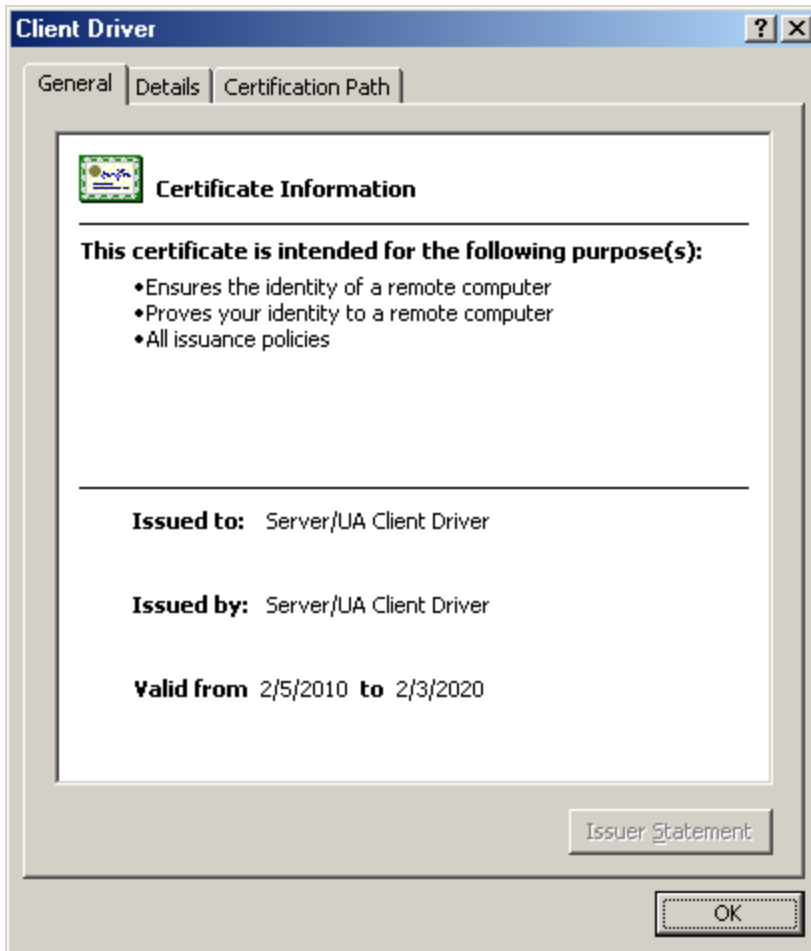 Client Driver
General Details Certification Path
Certificate Information
This certificate is intended for the following purpose(s):
•Ensures the identity of a remote computer
•Proves your identity to a remote computer
•All issuance policies
Issued to: Server/UA Client Driver
Issued by: Server/UA Client Driver
Valid from 2/5/2010 to 2/3/2020
Issuer Statement
OK